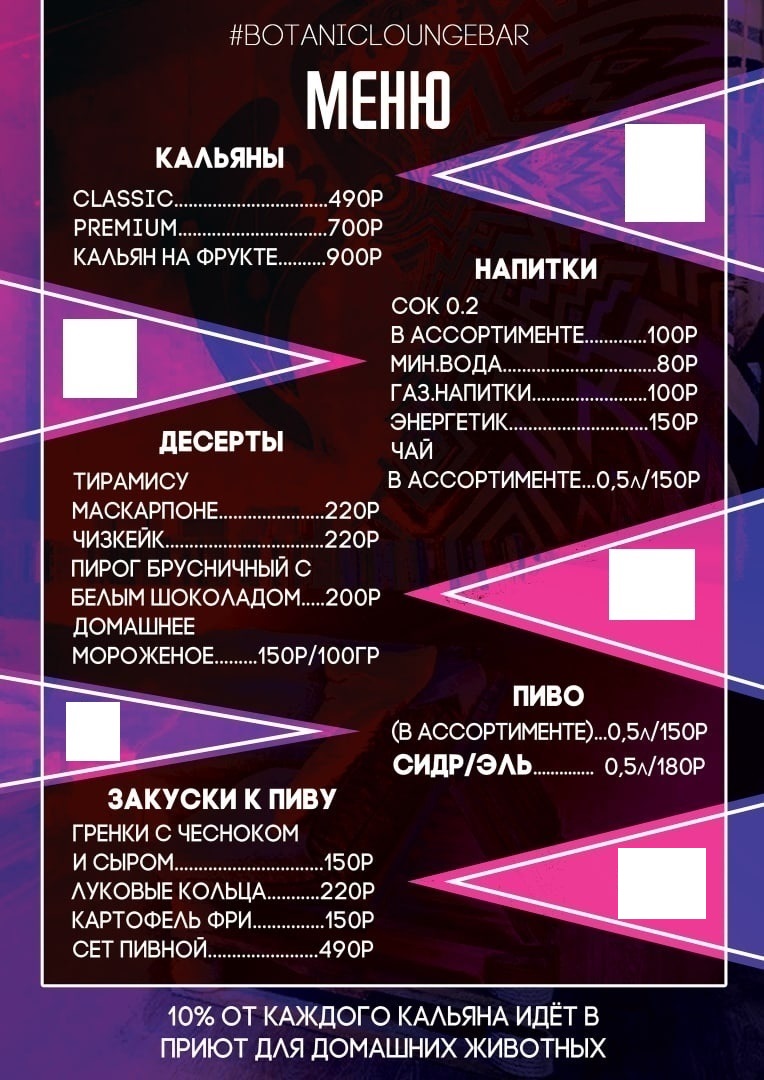 #BOTANICLOUNGEBAR
МЕНЮ
КАЛЬЯНЫ
CLASSIC................................490Р
PREMIUM...............................700Р
КАЛЬЯН НА ФРУКТЕ..........900Р
НАПИТКИ
СОК 0.2
В АССОРТИМЕНТЕ.............100Р
МИН.ВОДА................................80Р
ГАЗ.НАПИТКИ........................100Р
ЭНЕРГЕТИК.............................150Р
ЧАЙ
В АССОРТИМЕНТЕ...0,5л/150Р
ДЕСЕРТЫ
ТИРАМИСУ
МАСКАРПОНЕ......................220Р
ЧИЗКЕЙК.................................220Р
ПИРОГ БРУСНИЧНЫЙ С
БЕЛЫМ ШОКОЛАДОМ.....200Р
ДОМАШНЕЕ
МОРОЖЕНОЕ.........150Р/100ГР
ПИВО
(В АССОРТИМЕНТЕ)...0,5л/150Р
СИДР/ЭЛЬ.............. 0,5л/180Р
ЗАКУСКИ К ПИВУ
ГРЕНКИ С ЧЕСНОКОМ
И СЫРОМ...............................150Р
ЛУКОВЫЕ КОЛЬЦА...........220Р
КАРТОФЕЛЬ ФРИ...............150Р
СЕТ ПИВНОЙ.......................490Р
10% ОТ КАЖДОГО КАЛЬЯНА ИДЁТ В
ПРИЮТ ДЛЯ ДОМАШНИХ ЖИВОТНЫХ